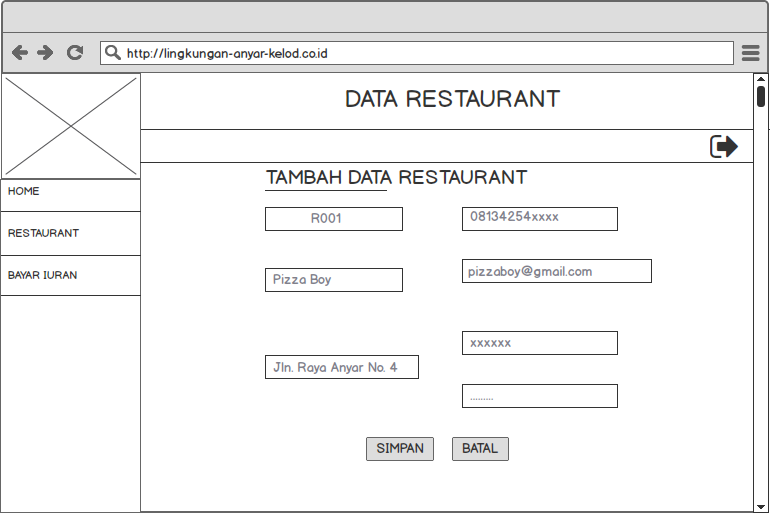 http://lingkungan-anyar-kelod.co.id
DATA RESTAURANT
HOME
RESTAURANT
BAYAR IURAN
TAMBAH DATA RESTAURANT
R001
08134254xxxx
Pizza Boy
pizzaboy@gmail.com
xxxxxx
Jln. Raya Anyar No. 4
.........
SIMPAN
BATAL